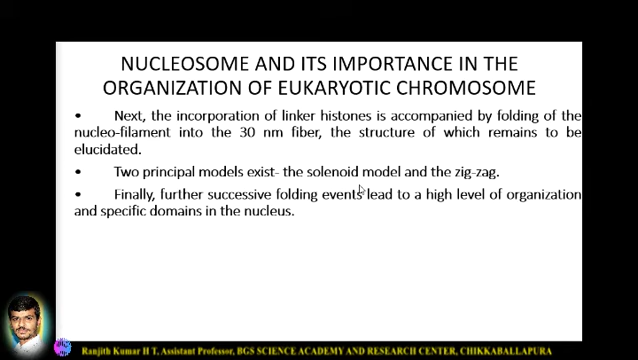 NUCLEOSOME AND ITS IMPORTANCE IN THE
ORGANIZATION OF EUKARYOTIC CHROMOSOME
• Next, the incorporation of linker histones is accompanied by folding of the
nucleo-filament into the 30 nm fiber, the structure of which remains to be
elucidated.
• Two principal models exist- the solenoid model and the zig-zag.
• Finally, further successive folding events lead to a high level of organization
and specific domains in the nucleus.
Ranjith Kumar H T, Assistant Professor, BGS SCIENCE ACADEMY AND RESEARCH CENTER, CHIKKABALLAPURA